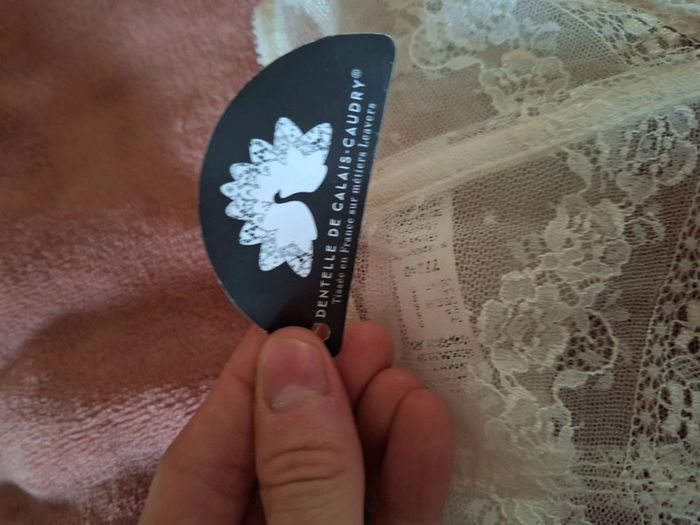 DENTELLE DE CALAIS-CAUDRY®
Tissée en France sur métiers Leavers